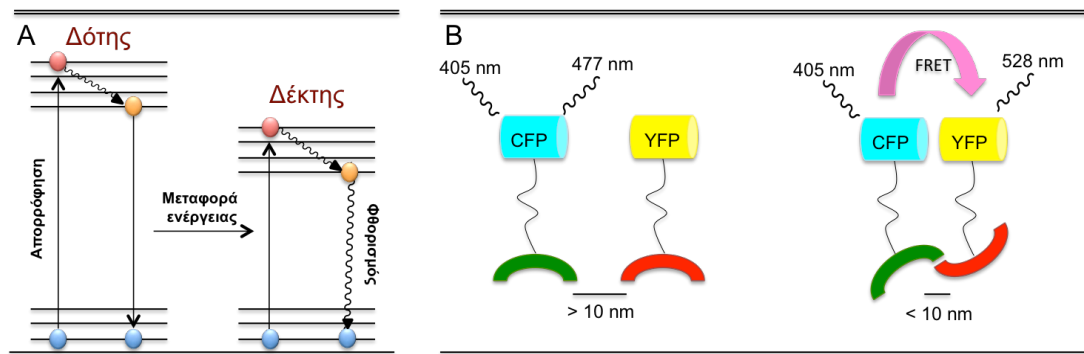 A
Δότης
Δέκτης
Απορρόφηση
Μεταφορά
ενέργειας
Φθορισμός
B
405 nm
477 nm
CFP
YFP
> 10 nm
405 nm
FRET
528 nm
CFP
YFP
< 10 nm